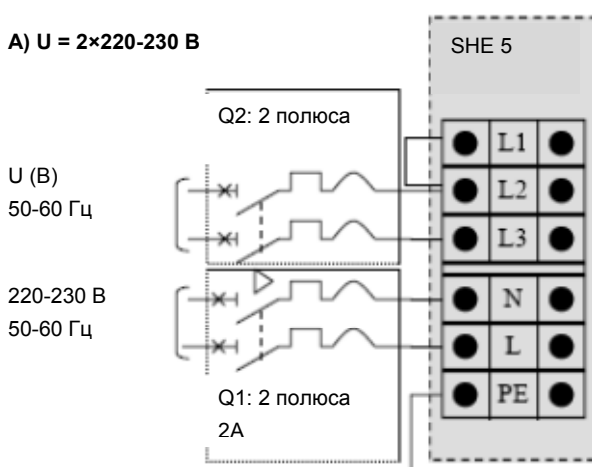 A) U = 2×220-230 В
SHE 5
Q2: 2 полюса
L1
U (В)
L2
50-60 Гц
L3
220-230 В
N
50-60 Гц
L
Q1: 2 полюса
PE
2А